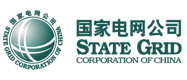 国家电网公司
STATE GRID
CORPORATION OF CHINA
国家电网公司
STATE GRID CORPORATION OF CHINA